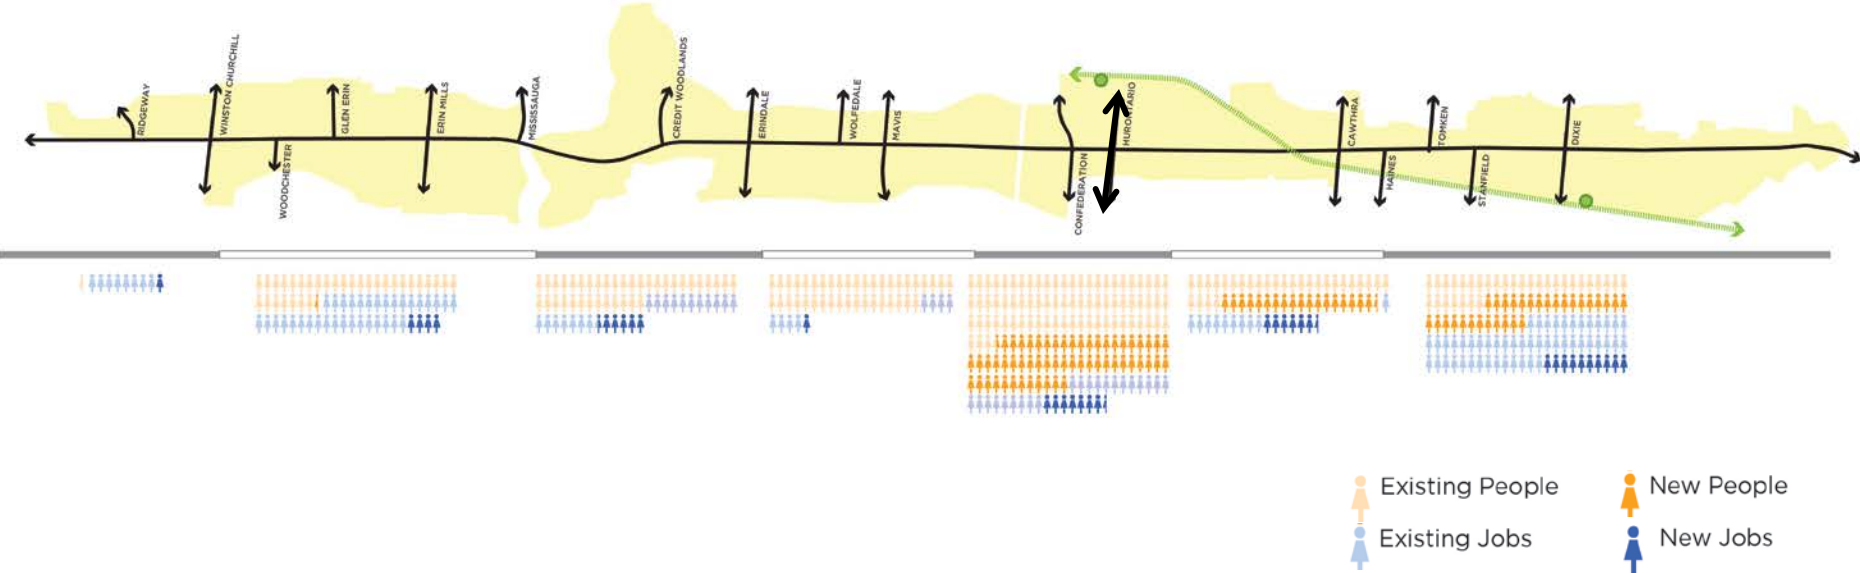 RIDGEWAY
WINSTON CHURCHILL
WOODCHESTER
GLEN ERIN
ERIN MILLS
MISSISSAUGA
CREDIT WOODLANDS
ERINDALE
WOLFEDALE
MAVIS
CONFEDERATION
HURONTARIO
CAWTHRA
HAINES
TOMKEN
STANFIELD
DIXIE
Existing People
New People
Existing Jobs
New Jobs